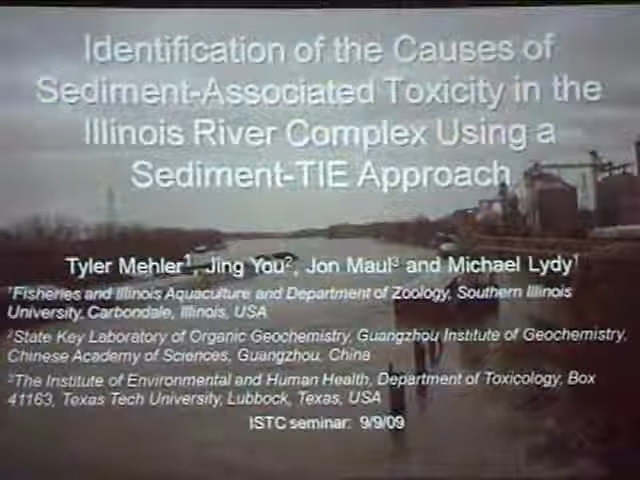 Identification of the Causes of
Sediment-Associated Toxicity in the
Illinois River Complex Using a
Sediment-TIE Approach
Tyler Mehler¹, Jing You², Jon Maul³ and Michael Lydy¹
¹Fisheries and Illinois Aquaculture and Department of Zoology, Southern Illinois
University, Carbondale, Illinois, USA
²State Key Laboratory of Organic Geochemistry, Guangzhou Institute of Geochemistry,
Chinese Academy of Sciences, Guangzhou, China
³The Institute of Environmental and Human Health, Department of Toxicology, Box
41163, Texas Tech University, Lubbock, Texas, USA
ISTC seminar: 9/9/09